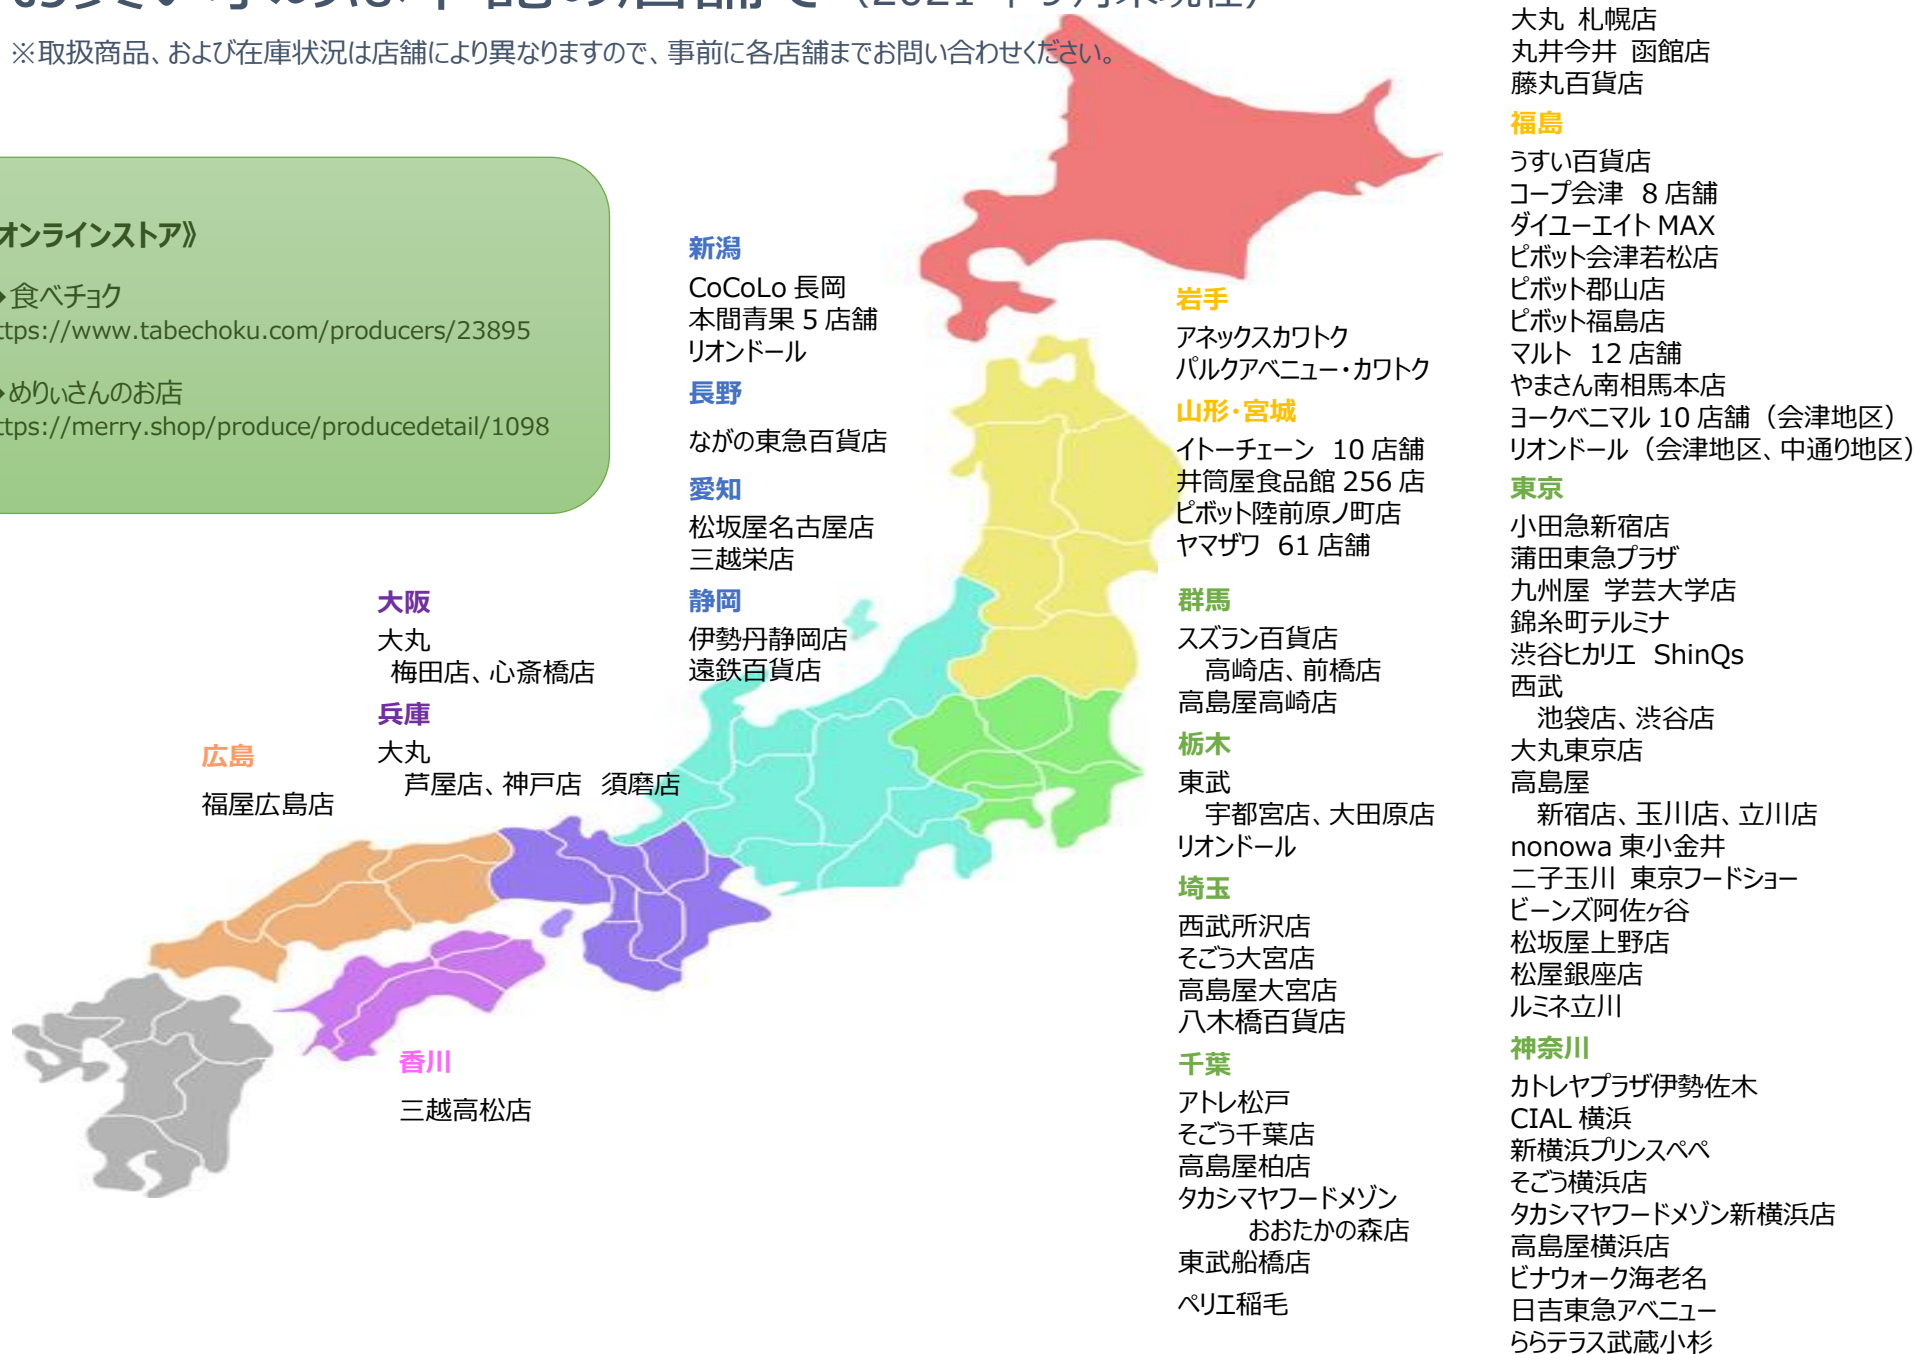 お買い求めは下記の店舗で（2021年9月末現在）
※取扱商品、および在庫状況は店舗により異なりますので、事前に各店舗までお問い合わせください。
オンラインストア》
食べチョク
ttps://www.tabechoku.com/producers/23895
めりぃさんのお店
ttps://merry.shop/produce/producedetail/1098
新潟
CoCoLo 長岡
本間青果 5 店舗
リオンドール
長野
ながの東急百貨店
愛知
松坂屋名古屋店
三越栄店
静岡
伊勢丹静岡店
遠鉄百貨店
大阪
大丸
梅田店、心斎橋店
兵庫
大丸
芦屋店、神戸店 須磨店
広島
福屋広島店
香川
三越高松店
岩手
アネックスカワトク
パルクアベニュー・カワトク
山形・宮城
イトーチェーン 10 店舗
井筒屋食品館 256 店
ピボット陸前原ノ町店
ヤマザワ 61 店舗
群馬
スズラン百貨店
高崎店、前橋店
高島屋高崎店
栃木
東武
宇都宮店、大田原店
リオンドール
埼玉
西武所沢店
そごう大宮店
高島屋大宮店
八木橋百貨店
千葉
アトレ松戸
そごう千葉店
高島屋柏店
タカシマヤフードメゾン
おおたかの森店
東武船橋店
ペリエ稲毛
大丸 札幌店
丸井今井 函館店
藤丸百貨店
福島
うすい百貨店
コープ会津 8 店舗
ダイユーエイト MAX
ピボット会津若松店
ピボット郡山店
ピボット福島店
マルト 12 店舗
やまさん南相馬本店
ヨークベニマル 10 店舗（会津地区）
リオンドール（会津地区、中通り地区）
東京
小田急新宿店
蒲田東急プラザ
九州屋 学芸大学店
錦糸町テルミナ
渋谷ヒカリエ ShinQs
西武
池袋店、渋谷店
大丸東京店
高島屋
新宿店、玉川店、立川店
nonowa 東小金井
二子玉川 東京フードショー
ビーンズ阿佐ヶ谷
松坂屋上野店
松屋銀座店
ルミネ立川
神奈川
カトレヤプラザ伊勢佐木
CIAL 横浜
新横浜プリンスペペ
そごう横浜店
タカシマヤフードメゾン新横浜店
高島屋横浜店
ビナウォーク海老名
日吉東急アベニュー
ららテラス武蔵小杉